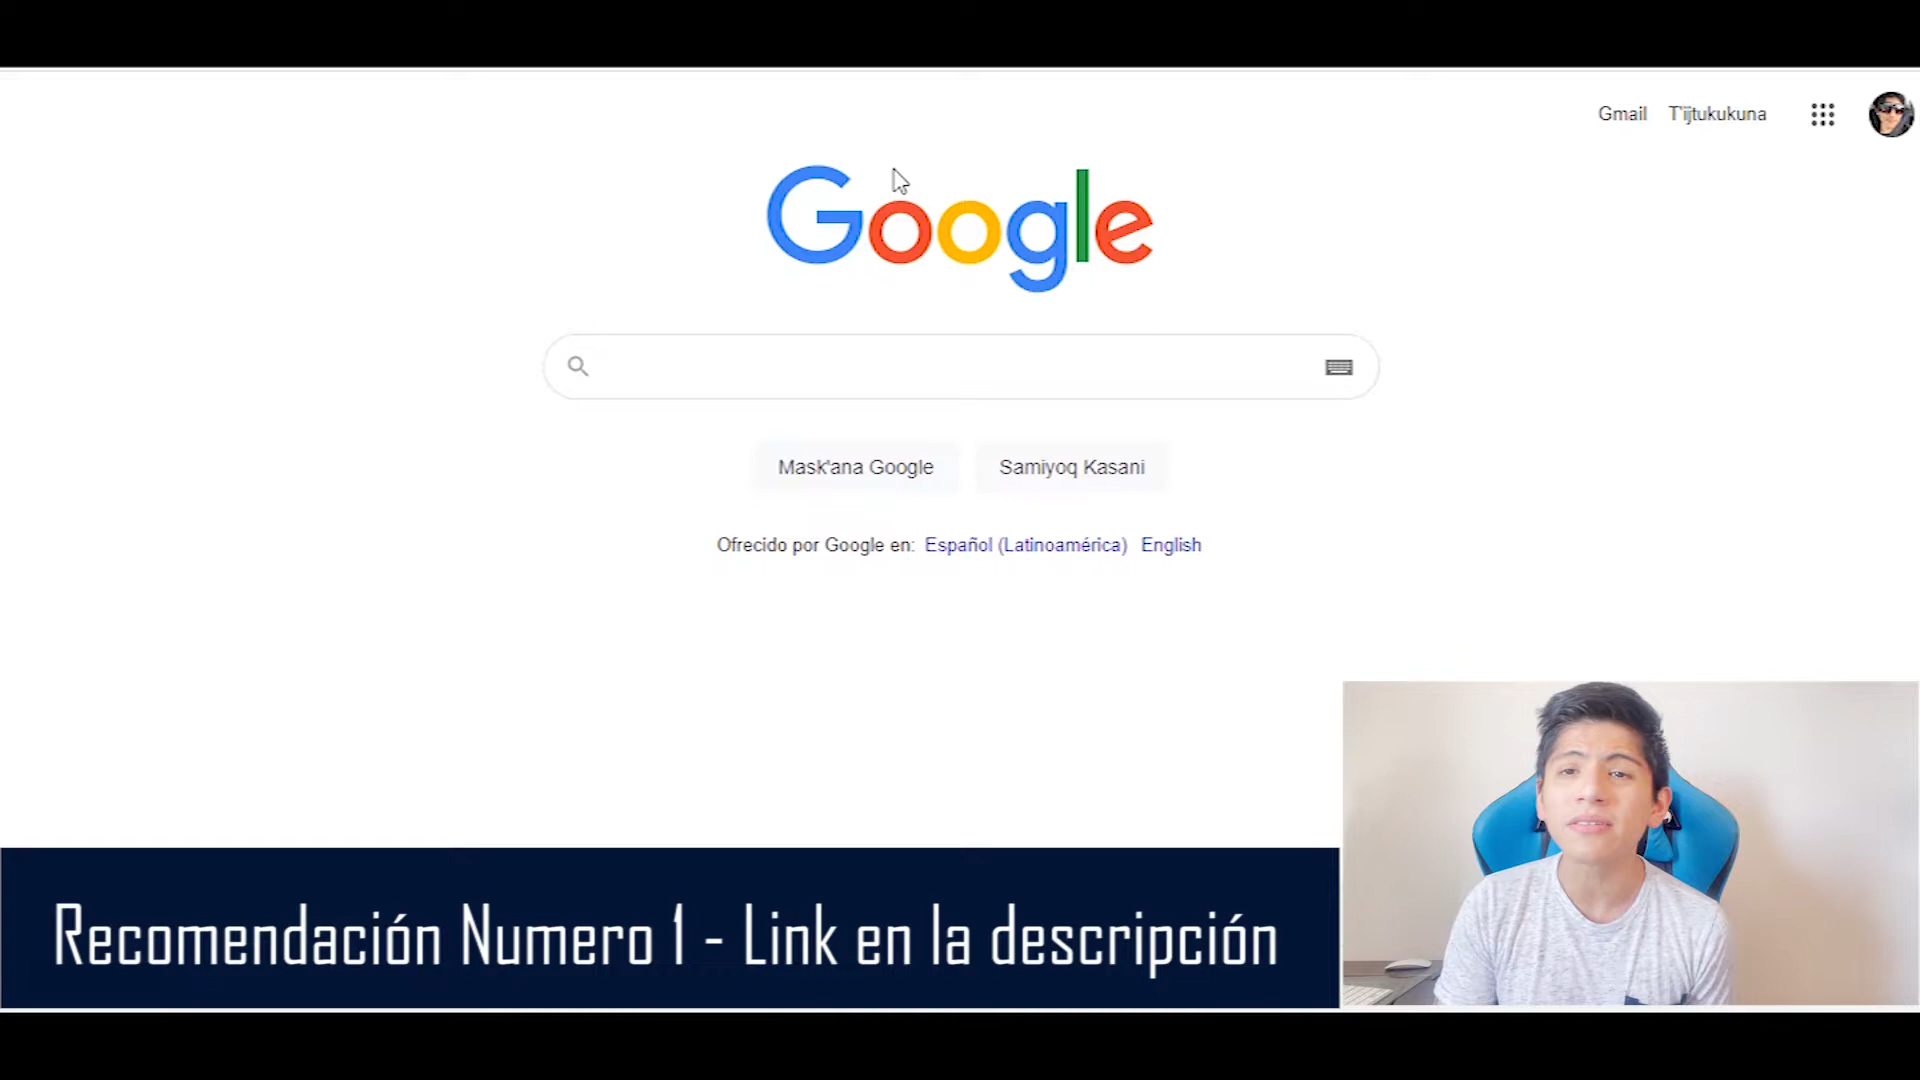 Gmail T'ijtukukuna
Google
Mask'ana Google Samiyoq Kasani
Ofrecido por Google en: Español (Latinoamérica) English
Recomendación Numero 1 - Link en la descripción